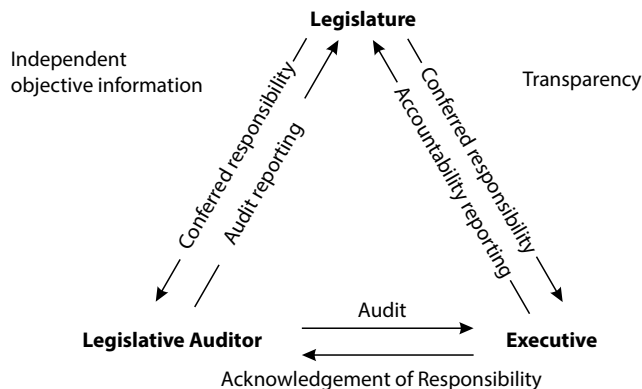 Legislature
Independent
objective information
Transparency
Conferred responsibility
Audit reporting
Accountability reporting
Conferred responsibility
Audit
Legislative Auditor
Executive
Acknowledgement of Responsibility